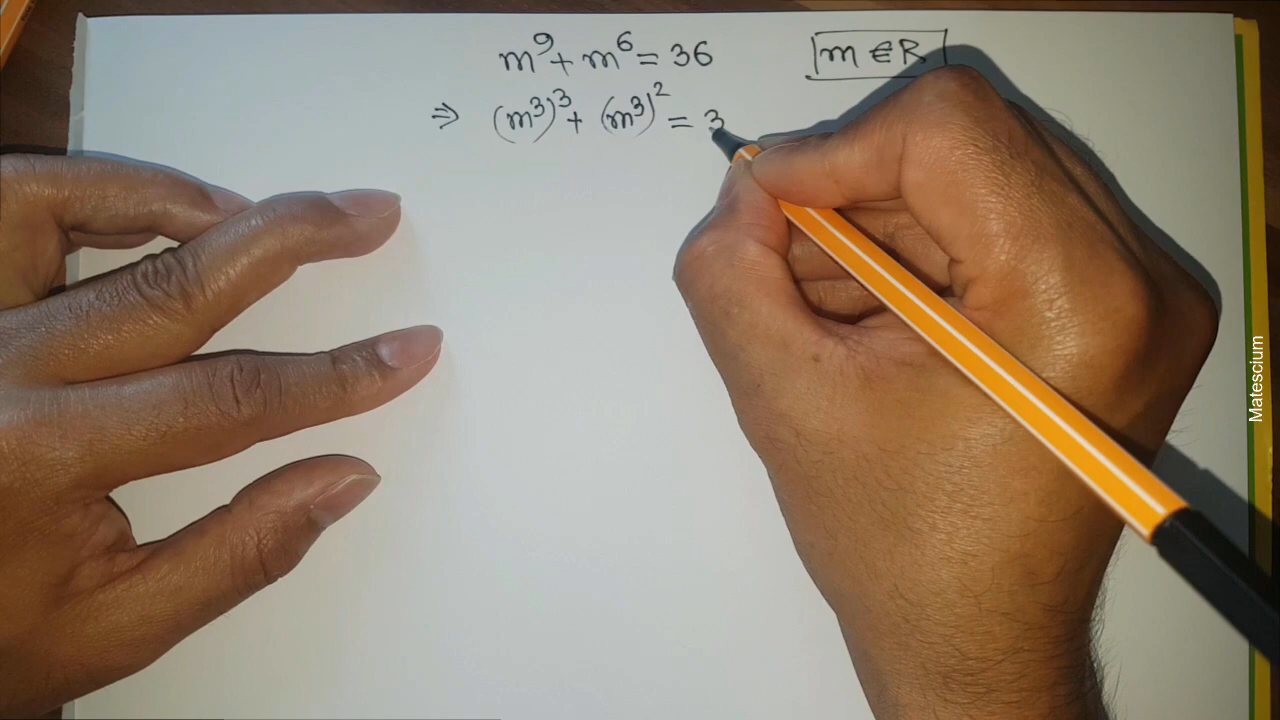 m⁹ + m⁶ = 36 m ∈ R
⇒ (m³)³ + (m³)² = 3
Matescium